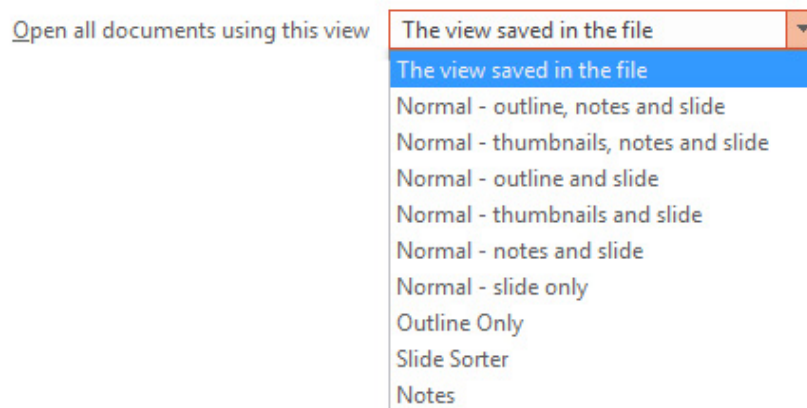 Open all documents using this view The view saved in the file
The view saved in the file
Normal - outline, notes and slide
Normal - thumbnails, notes and slide
Normal - outline and slide
Normal - thumbnails and slide
Normal - notes and slide
Normal - slide only
Outline Only
Slide Sorter
Notes